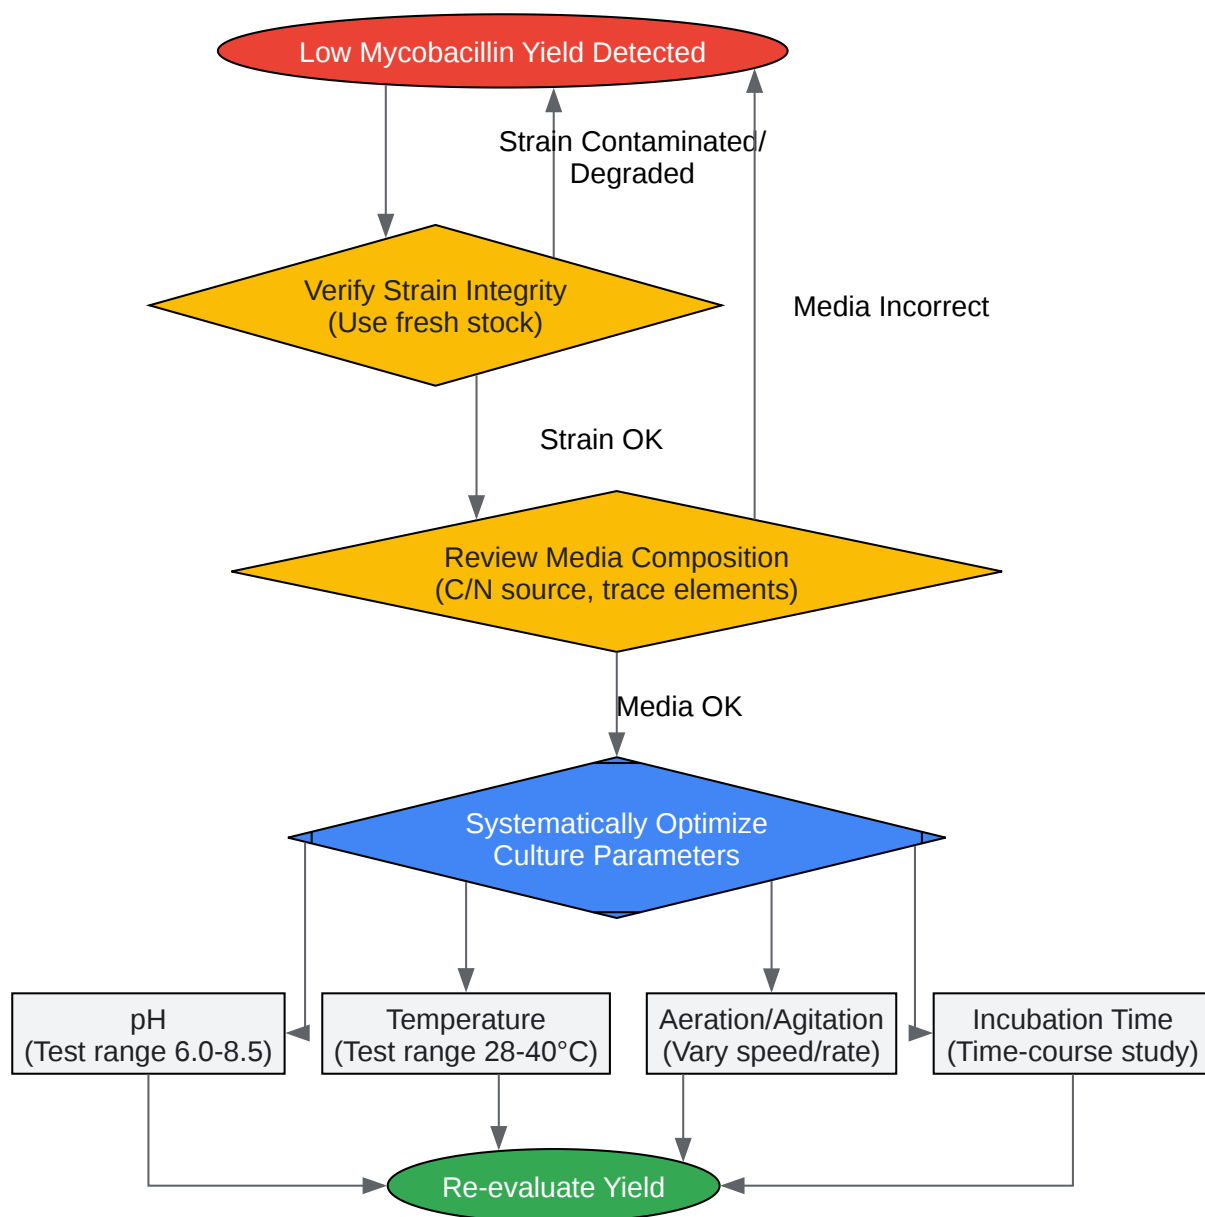 Low Mycobacillin Yield Detected
Strain Contaminated/
Degraded
Verify Strain Integrity
(Use fresh stock)
Media Incorrect
Strain OK
Review Media Composition
(C/N source, trace elements)
Media OK
Systematically Optimize
Culture Parameters
pH
(Test range 6.0-8.5)
Temperature
(Test range 28-40°C)
Aeration/Agitation
(Vary speed/rate)
Incubation Time
(Time-course study)
Re-evaluate Yield